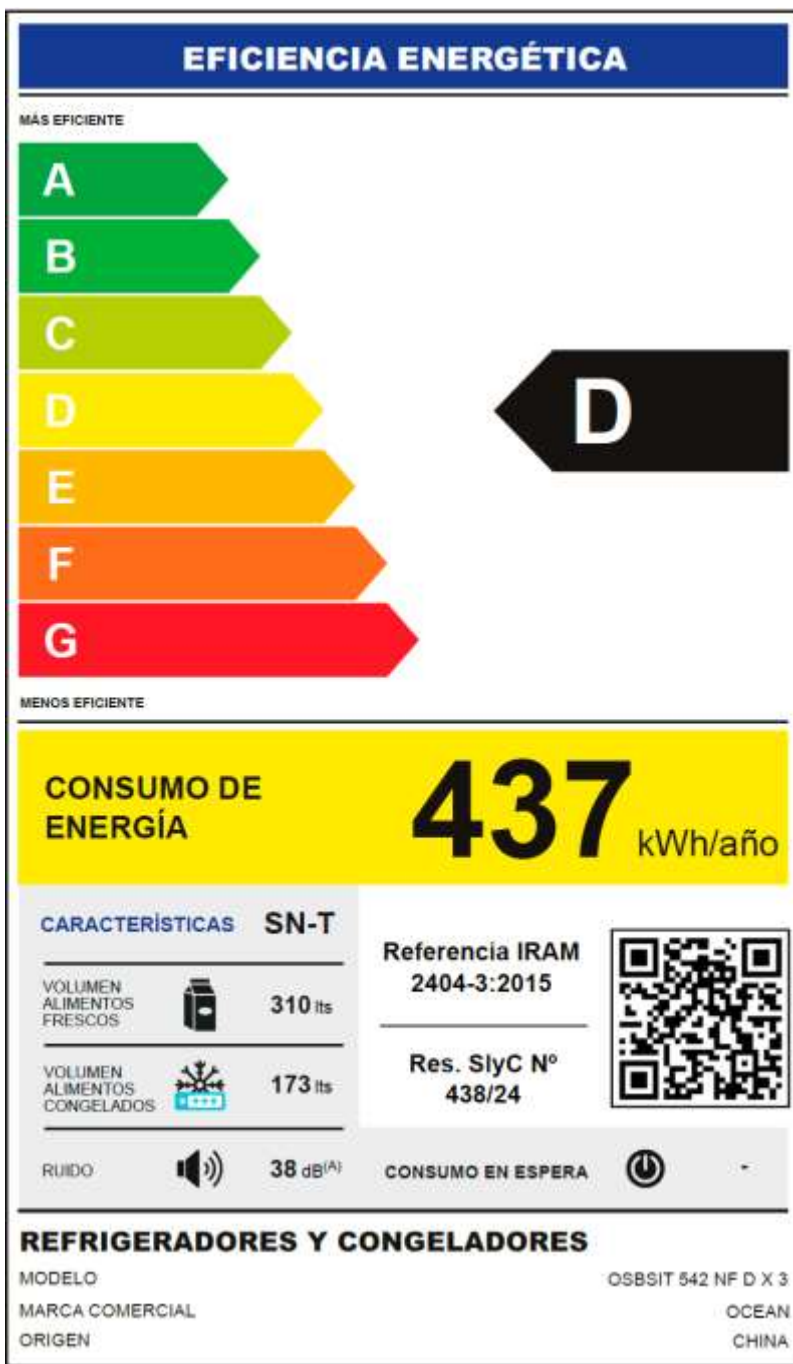 EFICIENCIA ENERGÉTICA
MÁS EFICIENTE
A
B
C
D
D
E
F
G
MENOS EFICIENTE
CONSUMO DE
ENERGÍA
437 kWh/año
CARACTERÍSTICAS SN-T
VOLUMEN
ALIMENTOS
FRESCOS
310 lts
VOLUMEN
ALIMENTOS
CONGELADOS
173 lts
Referencia IRAM
2404-3:2015
Res. SIyC Nº
438/24
RUIDO 38 dB(A) CONSUMO EN ESPERA -
REFRIGERADORES Y CONGELADORES
MODELO OSBSIT 542 NF D X 3
MARCA COMERCIAL OCEAN
ORIGEN CHINA